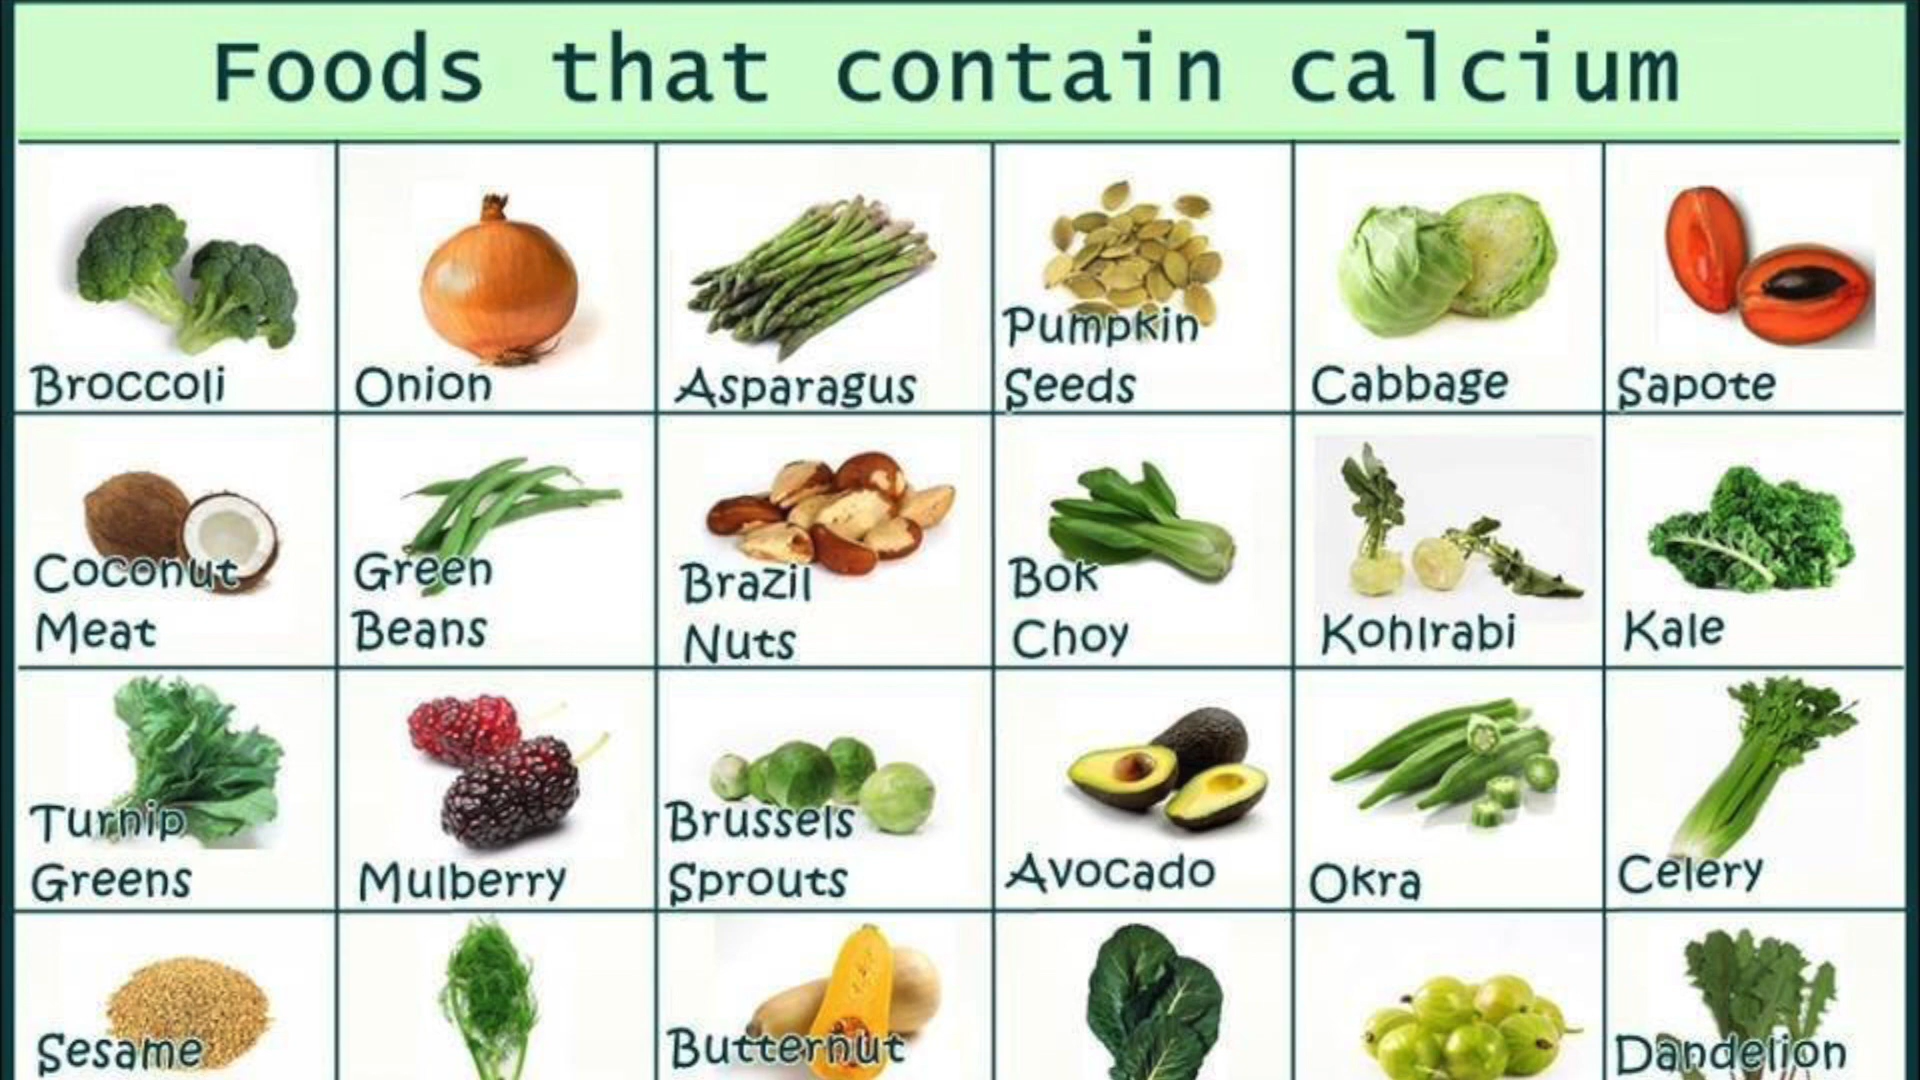 Foods that contain calcium
Broccoli
Onion
Asparagus
Pumpkin
Seeds
Cabbage
Sapote
Coconut
Meat
Green
Beans
Brazil
Nuts
Bok
Choy
Kohlrabi
Kale
Turnip
Greens
Mulberry
Brussels
Sprouts
Avocado
Okra
Celery
Sesame
Butternut
Dandelion